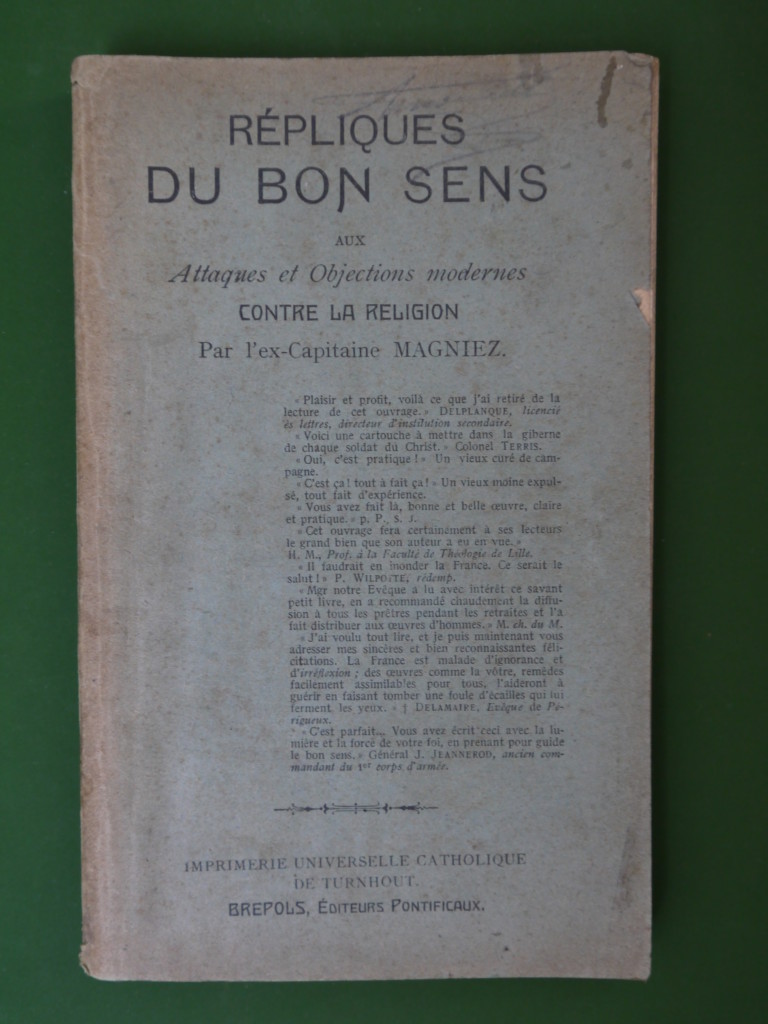 RÉPLIQUES
DU BON SENS
AUX
Attaques et Objections modernes
CONTRE LA RELIGION
Par l'ex-Capitaine MAGNIEZ.
« Plaisir et profit, voilà ce que j'ai retiré de la
lecture de cet ouvrage. » DELPLANQUE, licencié
ès lettres, directeur d'institution secondaire.
« Voici une cartouche à mettre dans la giberne
de chaque soldat du Christ. » Colonel TERRIS.
« Oui, c'est pratique ! » Un vieux curé de cam-
pagne.
« C'est ça ! tout à fait ça ! » Un vieux moine expul-
sé, tout fait d'expérience.
« Vous avez fait là, bonne et belle œuvre, claire
et pratique. » p. P., S. J.
« Cet ouvrage fera certainement à ses lecteurs
le grand bien que son auteur a eu en vue. »
H. M., Prof. à la Faculté de Théologie de Lille.
« Il faudrait en inonder la France. Ce serait le
salut ! » P. rédemp.
« Mgr notre Evêque a lu avec intérêt ce savant
petit livre, en a recommandé chaudement la diffu-
sion à tous les prêtres pendant les retraites et l'a
fait distribuer aux œuvres d'hommes. » M. ch. du M.
« J'ai voulu tout lire, et je puis maintenant vous
adresser mes sincères et bien reconnaissantes féli-
citations. La France est malade d'ignorance et
d'irréflexion ; des œuvres comme la vôtre, remèdes
facilement assimilables pour tous, l'aideront à
guérir en faisant tomber une foule d'écailles qui lui
ferment les yeux. » † DELAMAIRE, Evêque de Pé-
rigueux.
« C'est parfait... Vous avez écrit ceci avec la lu-
mière et la force de votre foi, en prenant pour guide
le bon sens. » Général J. JEANNEROD, ancien com-
mandant du 1er corps d'armée.
IMPRIMERIE UNIVERSELLE CATHOLIQUE
DE TURNHOUT.
BREPOLS, ÉDITEURS PONTIFICAUX.